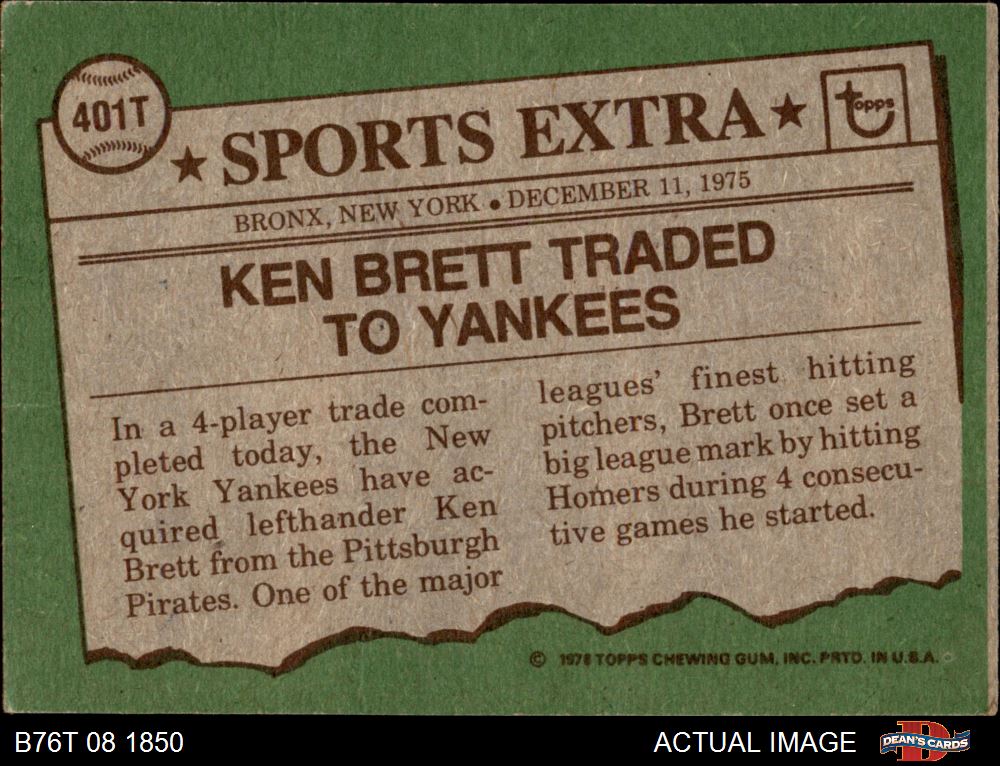 401T
★ SPORTS EXTRA ★
topps
BRONX, NEW YORK • DECEMBER 11, 1975
KEN BRETT TRADED
TO YANKEES
In a 4-player trade com-
pleted today, the New
York Yankees have ac-
quired lefthander Ken
Brett from the Pittsburgh
Pirates. One of the major
leagues' finest hitting
pitchers, Brett once set a
big league mark by hitting
Homers during 4 consecu-
tive games he started.
© 1976 TOPPS CHEWING GUM, INC. PRTD. IN U.S.A.
B76T 08 1850
ACTUAL IMAGE
DEAN'S CARDS